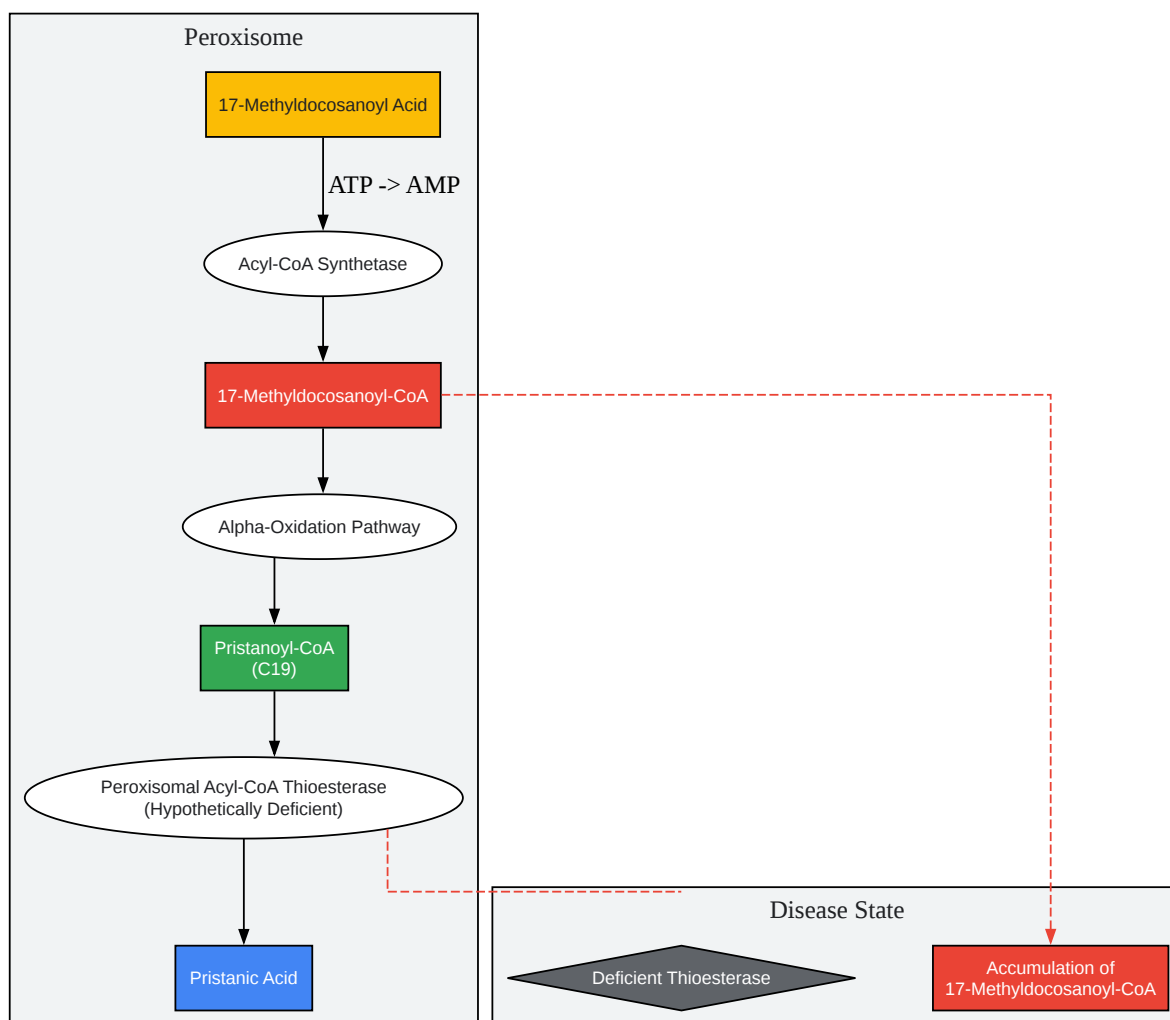 Peroxisome
17-Methyldocosanoyl Acid
ATP -> AMP
Acyl-CoA Synthetase
17-Methyldocosanoyl-CoA
Alpha-Oxidation Pathway
Pristanoyl-CoA
(C19)
Peroxisomal Acyl-CoA Thioesterase
(Hypothetically Deficient)
Pristanic Acid
Disease State
Deficient Thioesterase
Accumulation of
17-Methyldocosanoyl-CoA